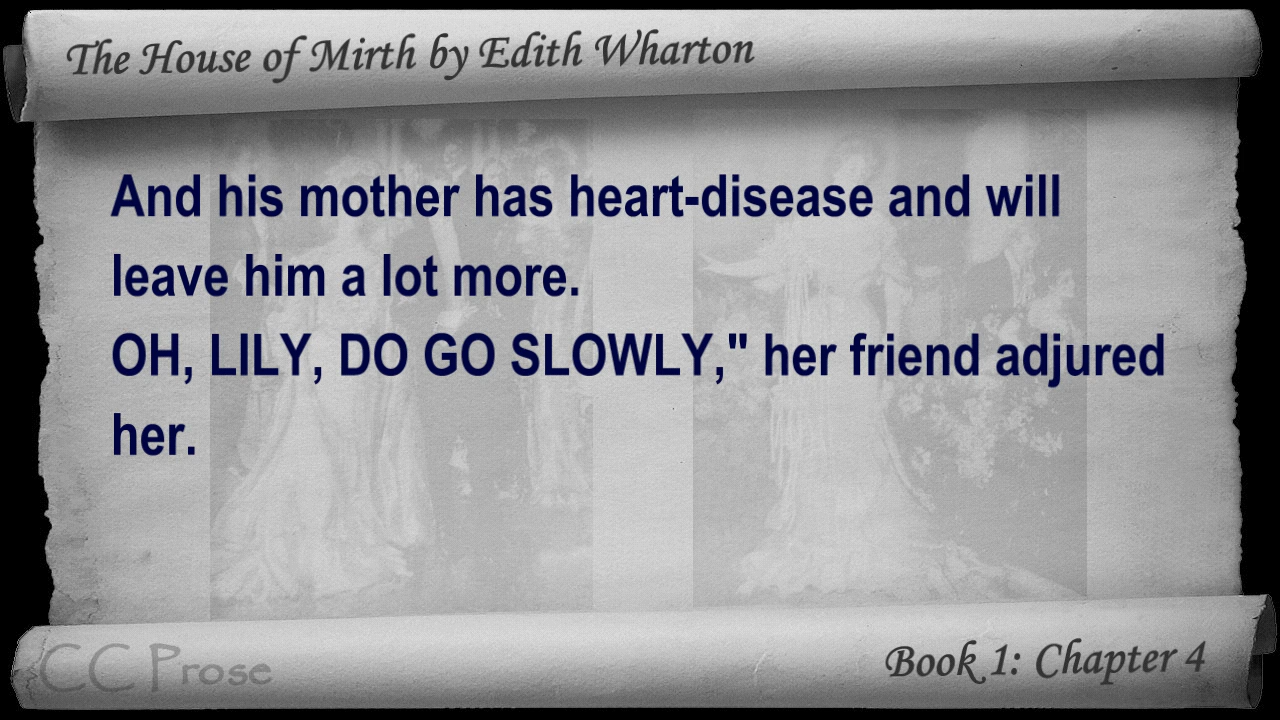 The House of Mirth by Edith Wharton
And his mother has heart-disease and will
leave him a lot more.
OH, LILY, DO GO SLOWLY," her friend adjured
her.
CC Prose
Book 1: Chapter 4